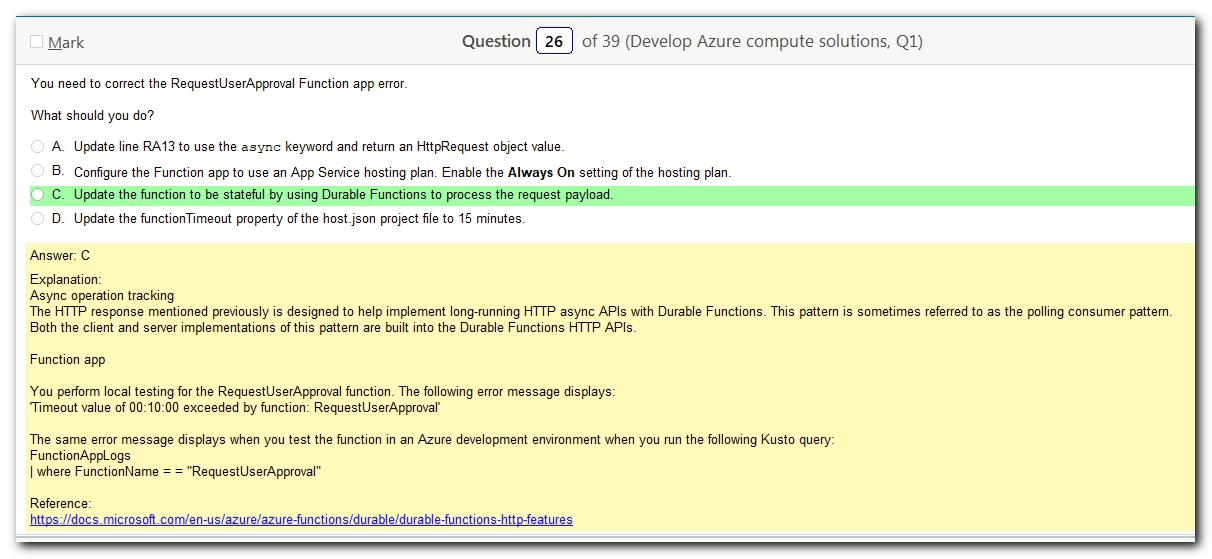 Mark Question 26 of 39 (Develop Azure compute solutions, Q1)
You need to correct the RequestUserApproval Function app error.
What should you do?
A. Update line RA13 to use the async keyword and return an HttpRequest object value.
B. Configure the Function app to use an App Service hosting plan. Enable the Always On setting of the hosting plan.
C. Update the function to be stateful by using Durable Functions to process the request payload.
D. Update the functionTimeout property of the host.json project file to 15 minutes.
Answer: C
Explanation:
Async operation tracking
The HTTP response mentioned previously is designed to help implement long-running HTTP async APIs with Durable Functions. This pattern is sometimes referred to as the polling consumer pattern.
Both the client and server implementations of this pattern are built into the Durable Functions HTTP APIs.
Function app
You perform local testing for the RequestUserApproval function. The following error message displays:
'Timeout value of 00:10:00 exceeded by function: RequestUserApproval'
The same error message displays when you test the function in an Azure development environment when you run the following Kusto query:
FunctionAppLogs
| where FunctionName = = "RequestUserApproval"
Reference:
https://docs.microsoft.com/en-us/azure/azure-functions/durable/durable-functions-http-features